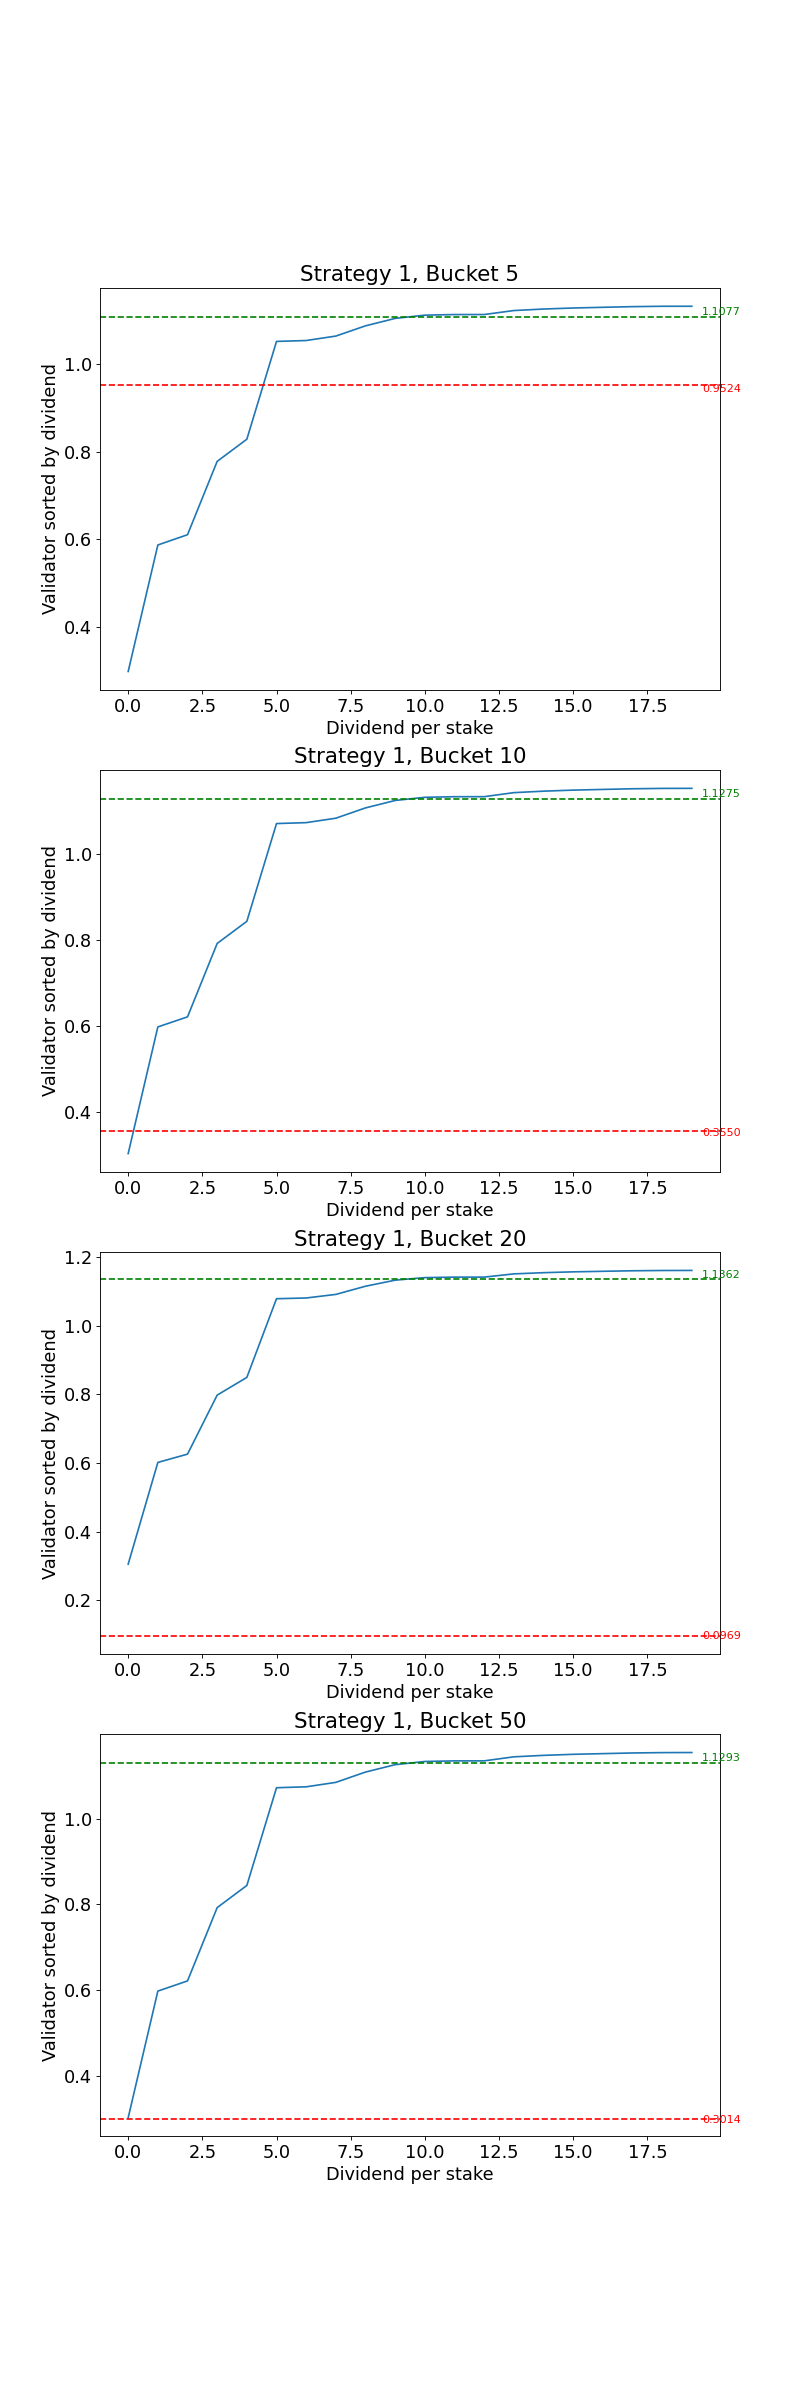 Strategy 1, Bucket 5
1.1077
1.0
0.9524
0.8
0.6
0.4
Validator sorted by dividend
0.0 2.5 5.0 7.5 10.0 12.5 15.0 17.5
Dividend per stake
Strategy 1, Bucket 10
1.1275
1.0
0.8
0.6
0.4
0.3550
Validator sorted by dividend
0.0 2.5 5.0 7.5 10.0 12.5 15.0 17.5
Dividend per stake
Strategy 1, Bucket 20
1.2
1.1362
1.0
0.8
0.6
0.4
0.2
0.0969
Validator sorted by dividend
0.0 2.5 5.0 7.5 10.0 12.5 15.0 17.5
Dividend per stake
Strategy 1, Bucket 50
1.1293
1.0
0.8
0.6
0.4
0.3014
Validator sorted by dividend
0.0 2.5 5.0 7.5 10.0 12.5 15.0 17.5
Dividend per stake